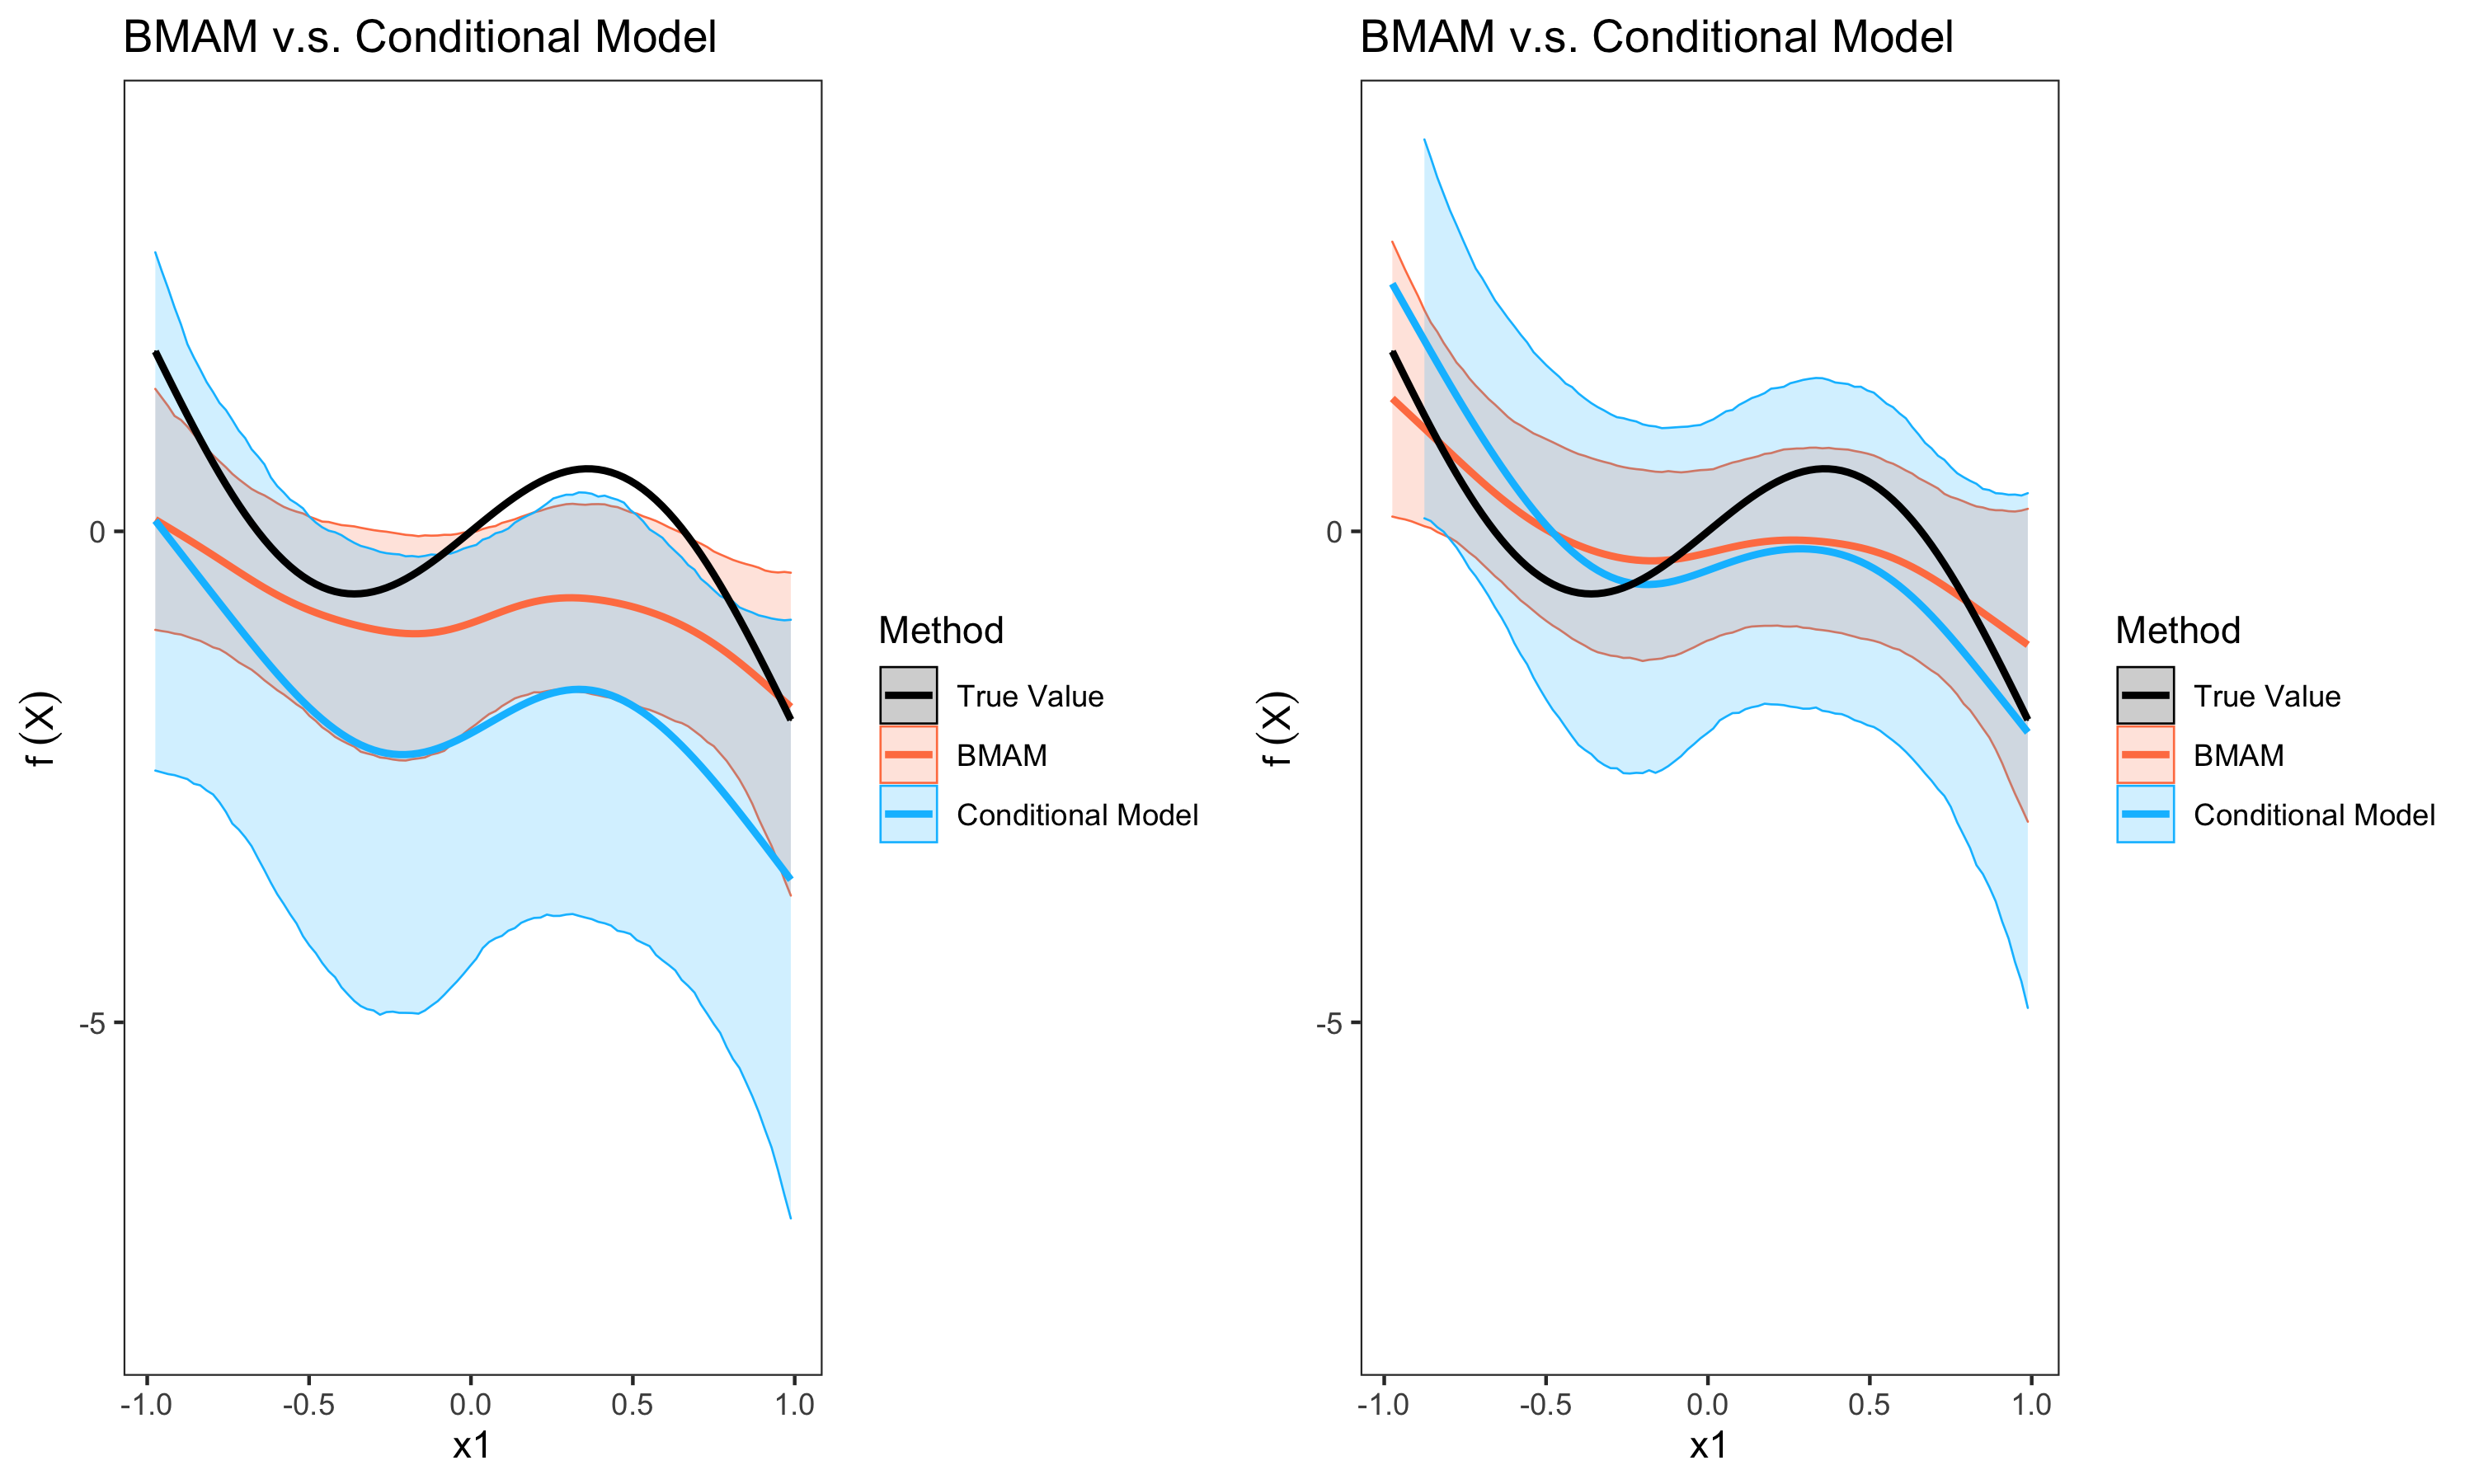 BMAM v.s. Conditional Model
f (X)
0
-5
-1.0
-0.5
0.0
0.5
1.0
x1
Method
True Value
BMAM
Conditional Model
BMAM v.s. Conditional Model
f (X)
0
-5
-1.0
-0.5
0.0
0.5
1.0
x1
Method
True Value
BMAM
Conditional Model